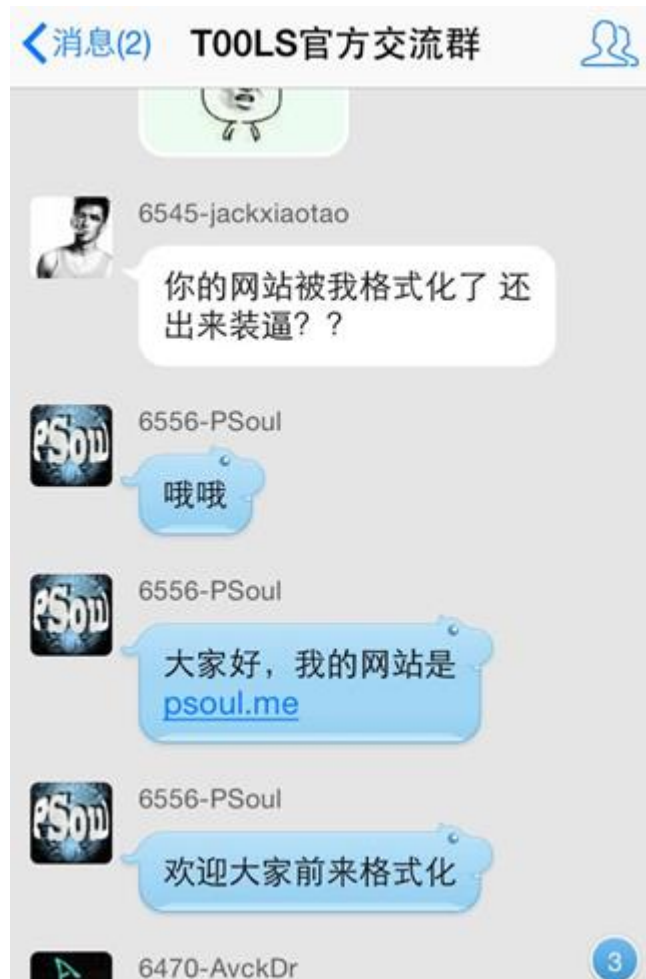 消息(2) T00LS官方交流群
6545-jackxiaotao
你的网站被我格式化了 还
出来装逼？？
PSoul
6556-PSoul
哦哦
PSoul
6556-PSoul
大家好，我的网站是
psoul.me
PSoul
6556-PSoul
欢迎大家前来格式化
6470-AvckDr
3